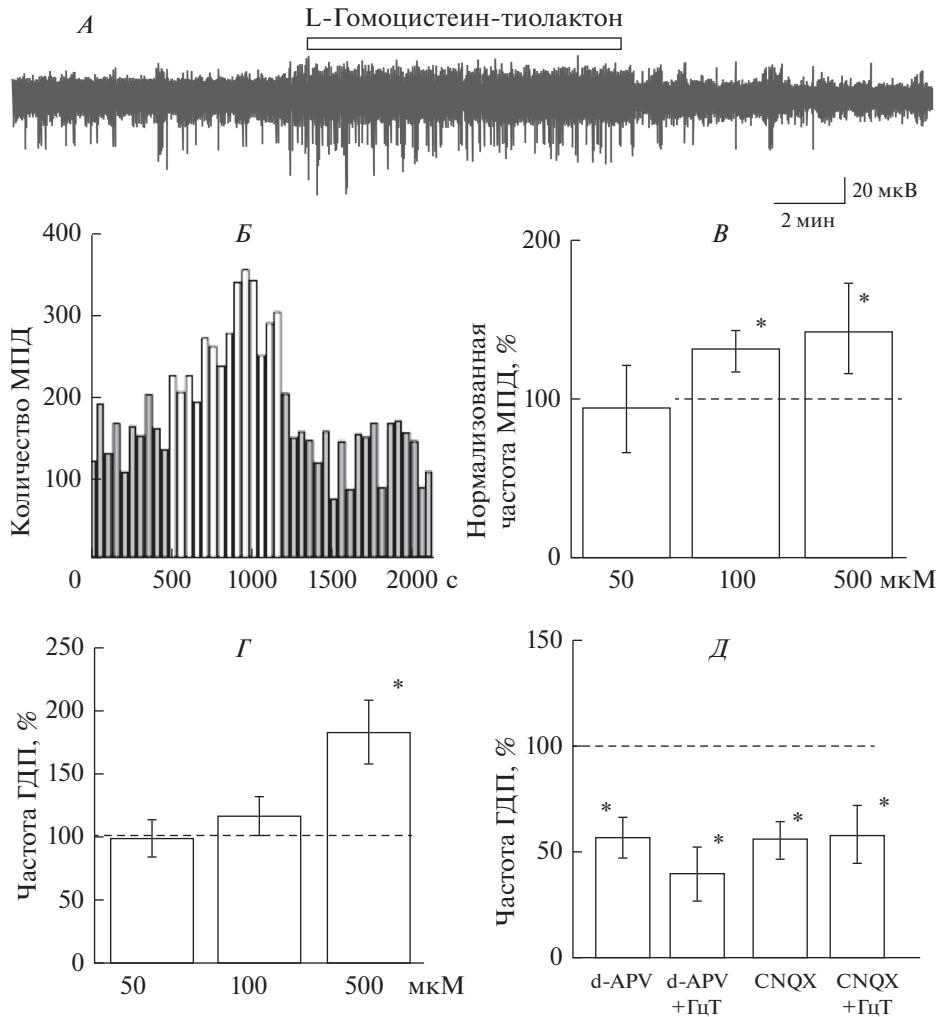 А
L-Гомоцистеин-тиолактон
20 мкВ
2 мин
Б
Количество МПД
400
300
200
100
0
500
1000
1500
2000 с
В
Нормализованная
частота МПД, %
200
100
0
*
*
50
100
500 мкМ
Г
Частота ГДП, %
250
200
150
100
50
0
*
50
100
500 мкМ
Д
Частота ГДП, %
150
100
50
0
*
*
*
*
d-APV
d-APV
+ГцТ
CNQX
CNQX
+ГцТ